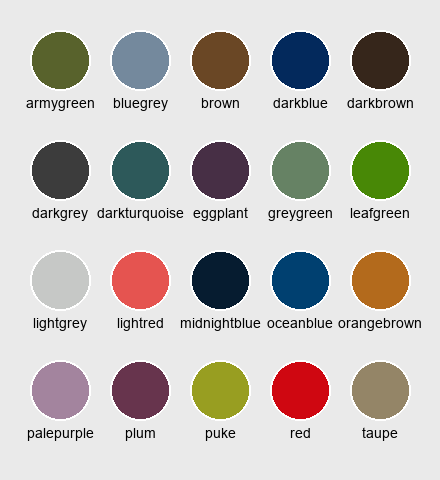 armygreen bluegrey brown darkblue darkbrown
darkgrey darkturquoise eggplant greygreen leafgreen
lightgrey lightred midnightblue oceanblue orangebrown
palepurple plum puke red taupe